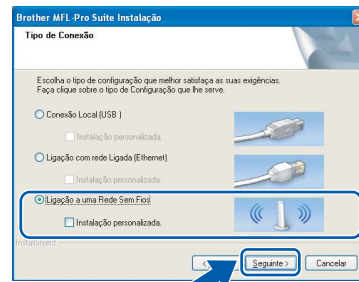 Brother MFL-Pro Suite Instalação
Tipo de Conexão
Escolha o tipo de configuração que melhor satisfaça as suas exigências.
Faça clique sobre o tipo de Configuração que lhe serve.
Conexão Local (USB )
Instalação personalizada.
Ligação com rede Ligada (Ethernet)
Instalação personalizada.
Ligação a uma Rede Sem Fios
Instalação personalizada.
InstallShield
< Seguinte > Cancelar